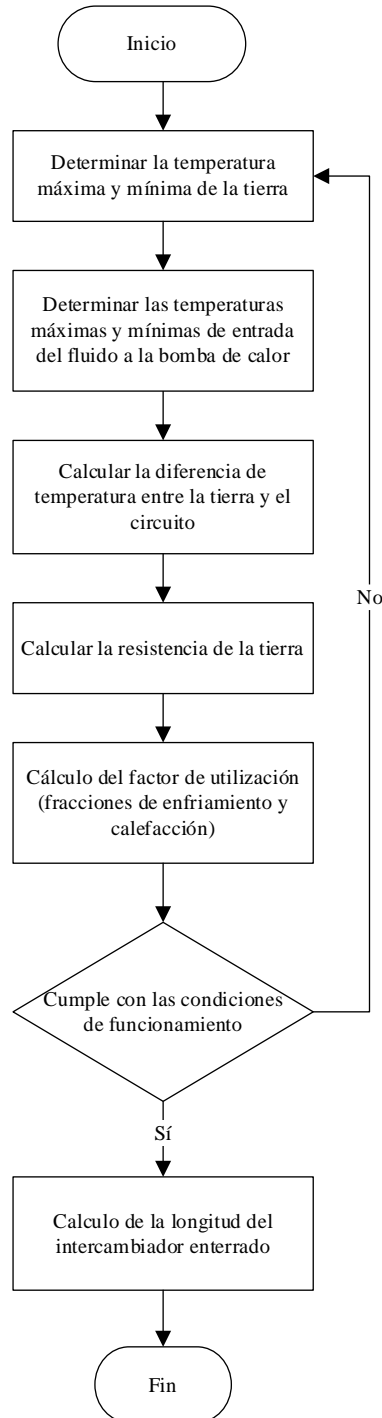 Inicio
Determinar la temperatura
máxima y mínima de la tierra
Determinar las temperaturas
máximas y mínimas de entrada
del fluido a la bomba de calor
Calcular la diferencia de
temperatura entre la tierra y el
circuito
No
Calcular la resistencia de la tierra
Cálculo del factor de utilización
(fracciones de enfriamiento y
calefacción)
Cumple con las condiciones
de funcionamiento
Sí
Calculo de la longitud del
intercambiador enterrado
Fin